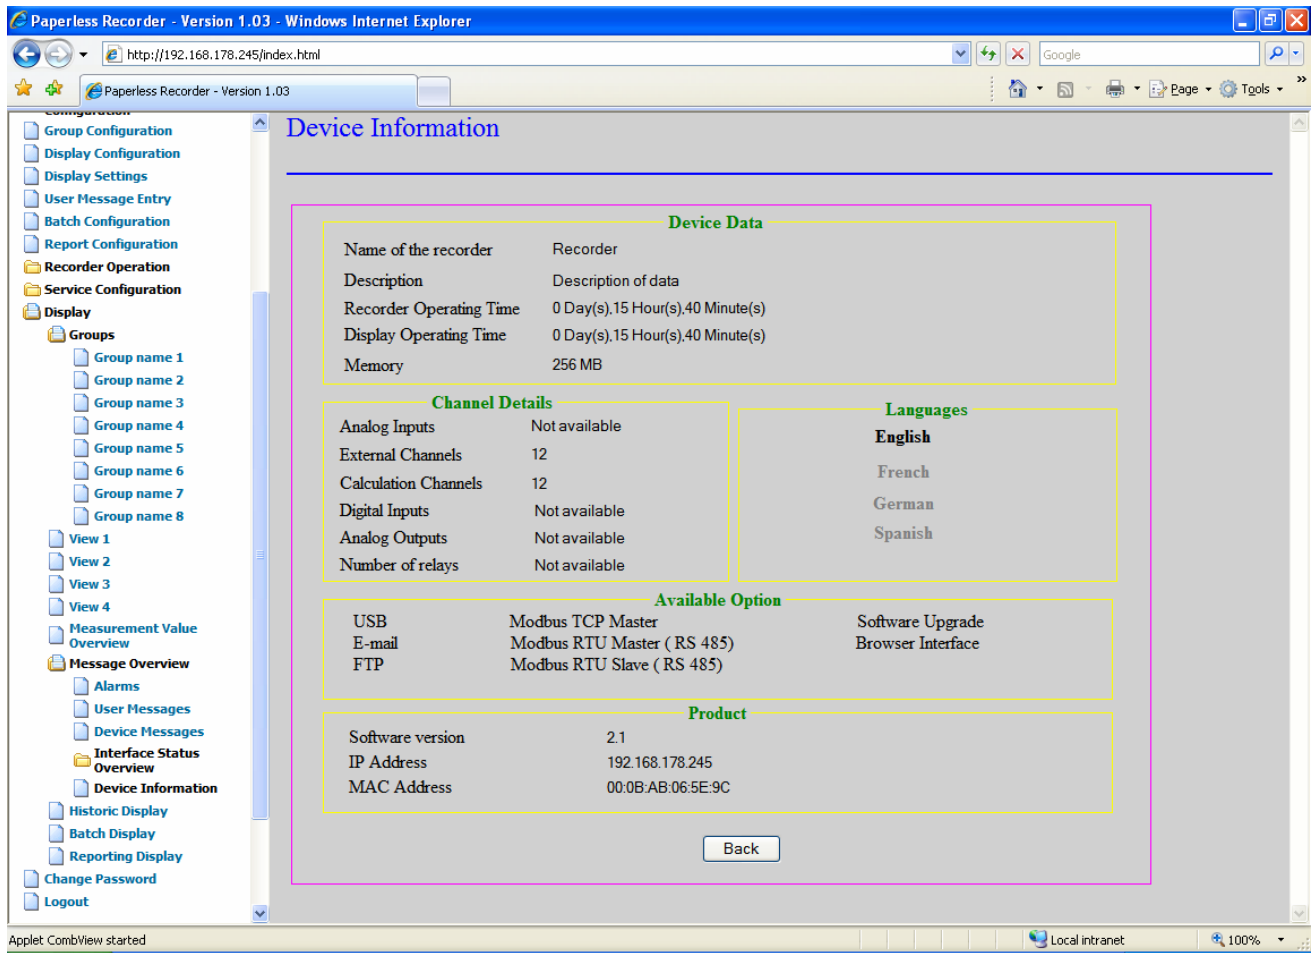 Paperless Recorder - Version 1.03 - Windows Internet Explorer
http://192.168.178.245/index.html
Google
Paperless Recorder - Version 1.03
Page
Tools
»
Configuration
Group Configuration
Display Configuration
Display Settings
User Message Entry
Batch Configuration
Report Configuration
Recorder Operation
Service Configuration
Display
Groups
Group name 1
Group name 2
Group name 3
Group name 4
Group name 5
Group name 6
Group name 7
Group name 8
View 1
View 2
View 3
View 4
Measurement Value
Overview
Message Overview
Alarms
User Messages
Device Messages
Interface Status
Overview
Device Information
Historic Display
Batch Display
Reporting Display
Change Password
Logout
Device Information
Device Data
Name of the recorder Recorder
Description Description of data
Recorder Operating Time 0 Day(s),15 Hour(s),40 Minute(s)
Display Operating Time 0 Day(s),15 Hour(s),40 Minute(s)
Memory 256 MB
Channel Details
Analog Inputs Not available
External Channels 12
Calculation Channels 12
Digital Inputs Not available
Analog Outputs Not available
Number of relays Not available
Languages
English
French
German
Spanish
Available Option
USB Modbus TCP Master Software Upgrade
E-mail Modbus RTU Master ( RS 485) Browser Interface
FTP Modbus RTU Slave ( RS 485)
Product
Software version 2.1
IP Address 192.168.178.245
MAC Address 00:0B:AB:06:5E:9C
Back
Applet CombView started
Local intranet
100%